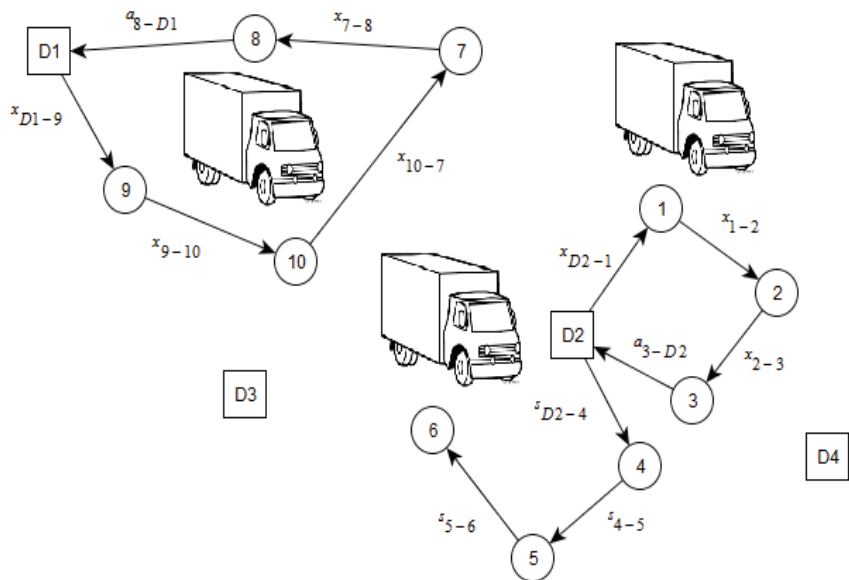 a8-D1
x7-8
D1
8
7
xD1-9
x10-7
9
1
x1-2
x9-10
10
xD2-1
2
D2
a3-D2
x2-3
D3
sD2-4
3
6
4
D4
s5-6
s4-5
5